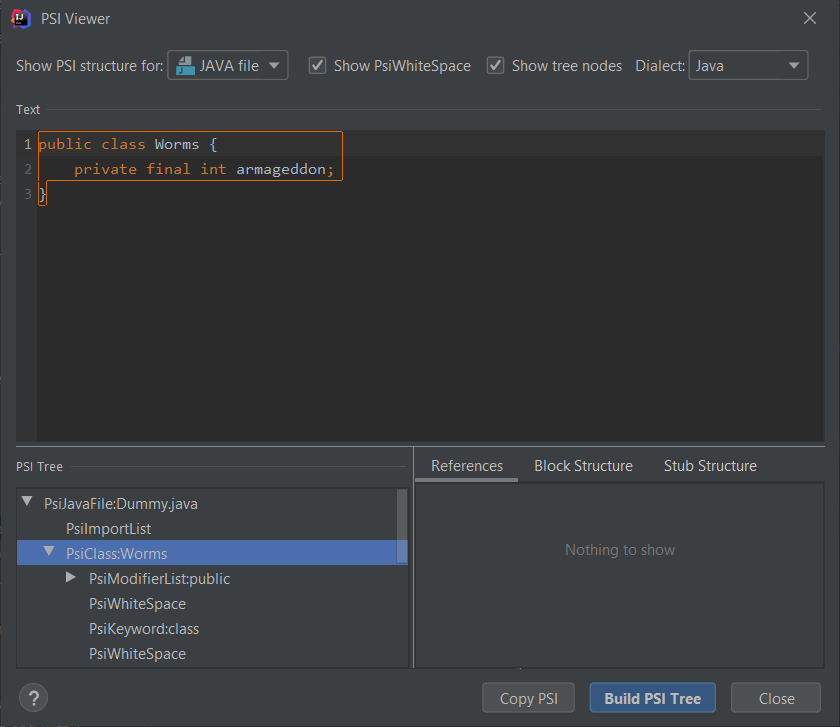 PSI Viewer
Show PSI structure for: JAVA file Show PsiWhiteSpace Show tree nodes Dialect: Java
Text
1 public class Worms {
2 private final int armageddon;
3 }
PSI Tree
References Block Structure Stub Structure
PsiJavaFile:Dummy.java
PsiImportList
PsiClass:Worms
PsiModifierList:public
PsiWhiteSpace
PsiKeyword:class
PsiWhiteSpace
Nothing to show
? Copy PSI Build PSI Tree Close